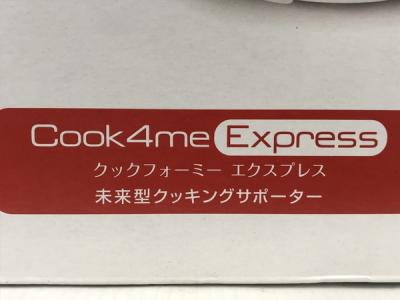 Cook4me Express
クックフォーミー エクスプレス
未来型クッキングサポーター